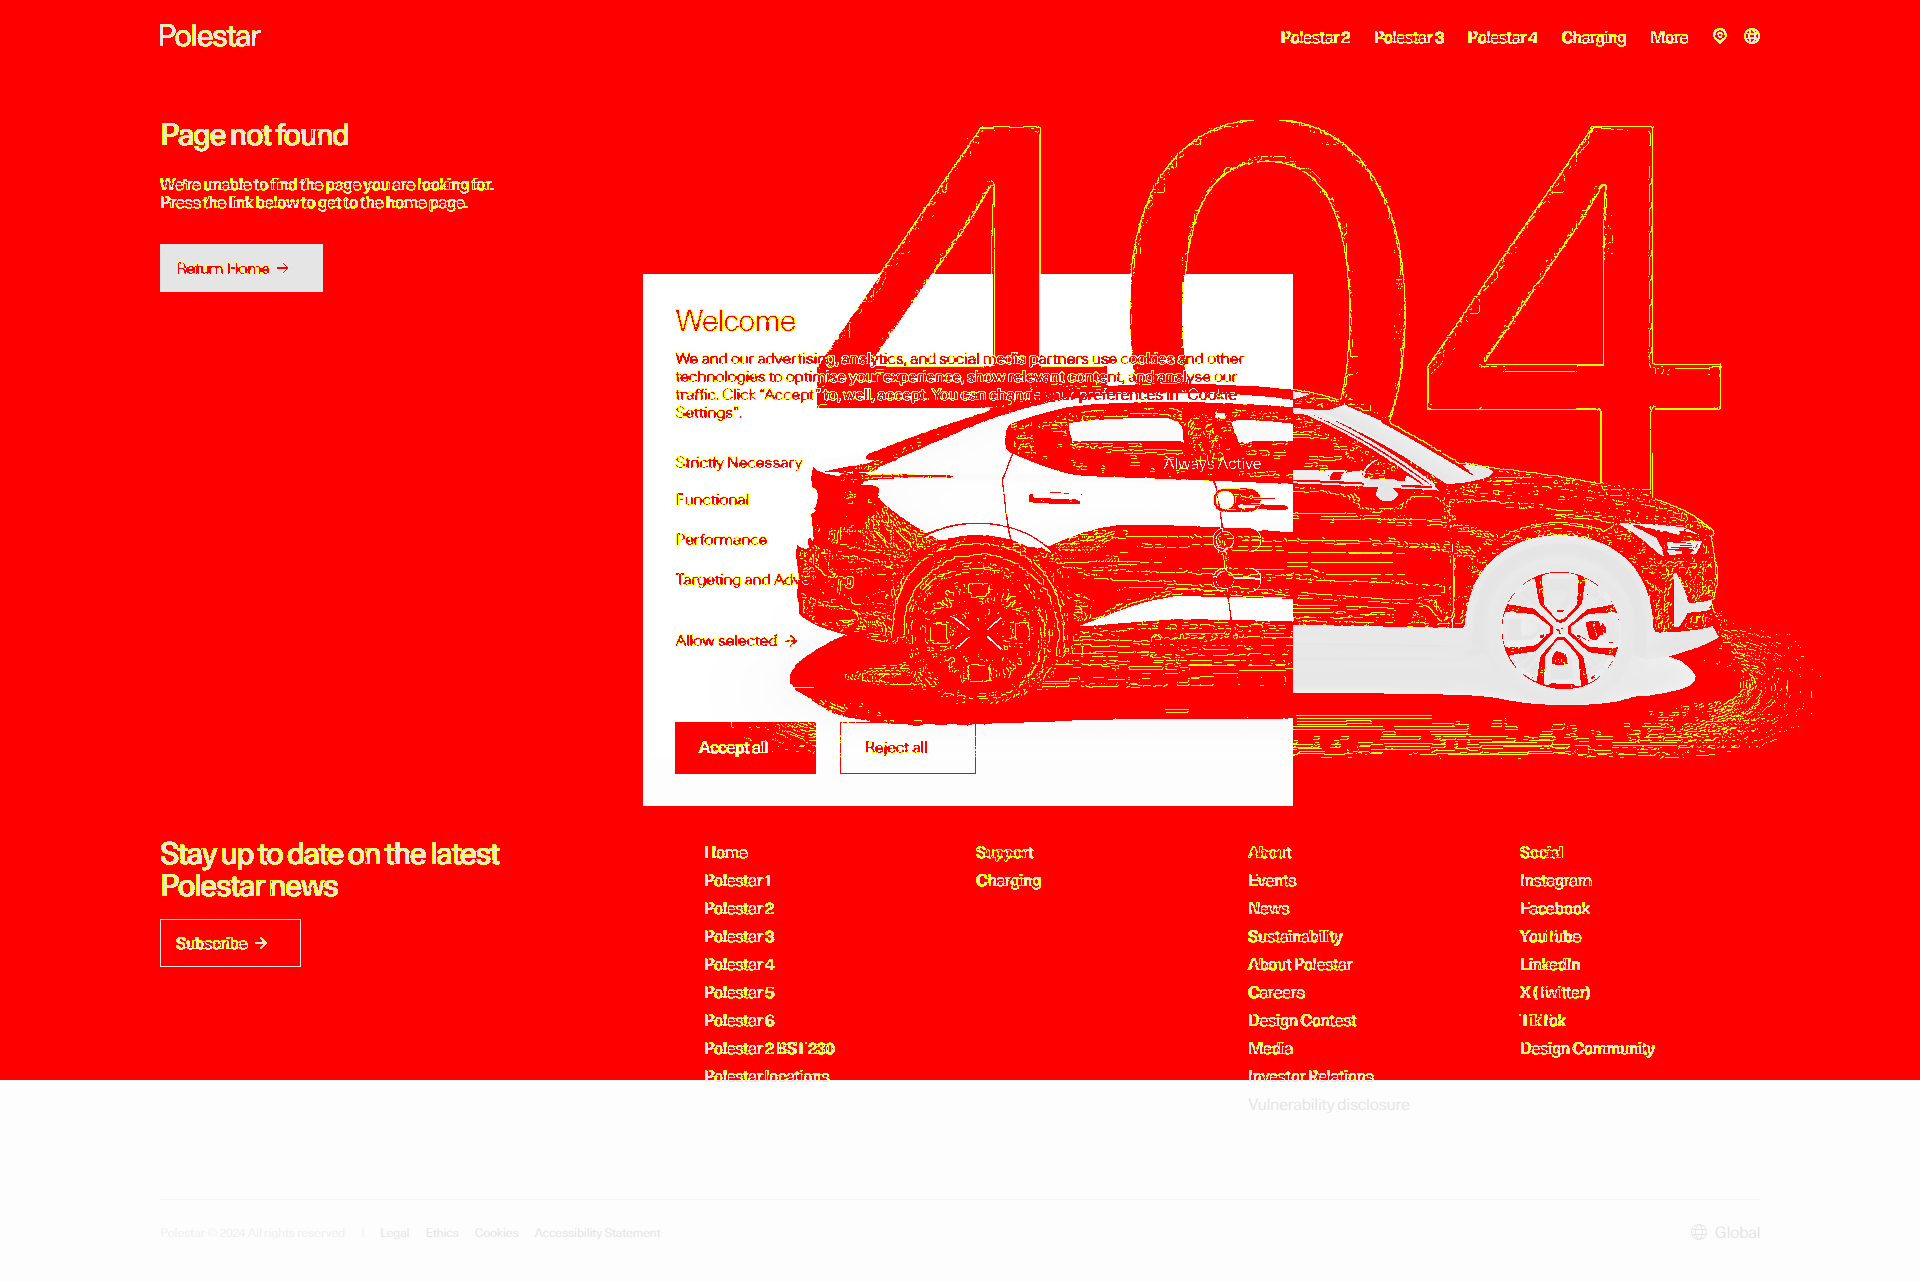 Polestar
Polestar 2
Polestar 3
Polestar 4
Charging
More
Page not found
404
We're unable to find the page you are looking for.
Press the link below to get to the home page.
Return Home →
Welcome
We and our advertising, analytics, and social media partners use cookies and other
technologies to optimise your experience, show relevant content, and analyse our
traffic. Click “Accept” to, well, accept. You can change your preferences in “Cookie
Settings”.
Strictly Necessary
Always Active
Functional
Performance
Targeting and Advertising
Allow selected →
Accept all
Reject all
Stay up to date on the latest
Polestar news
Subscribe →
Home
Polestar 1
Polestar 2
Polestar 3
Polestar 4
Polestar 5
Polestar 6
Polestar 2 BST 230
Polestar locations
Support
Charging
About
Events
News
Sustainability
About Polestar
Careers
Design Contest
Media
Investor Relations
Vulnerability disclosure
Social
Instagram
Facebook
YouTube
LinkedIn
X (Twitter)
TikTok
Design Community
Polestar © 2024 All rights reserved
Legal
Ethics
Cookies
Accessibility Statement
Global